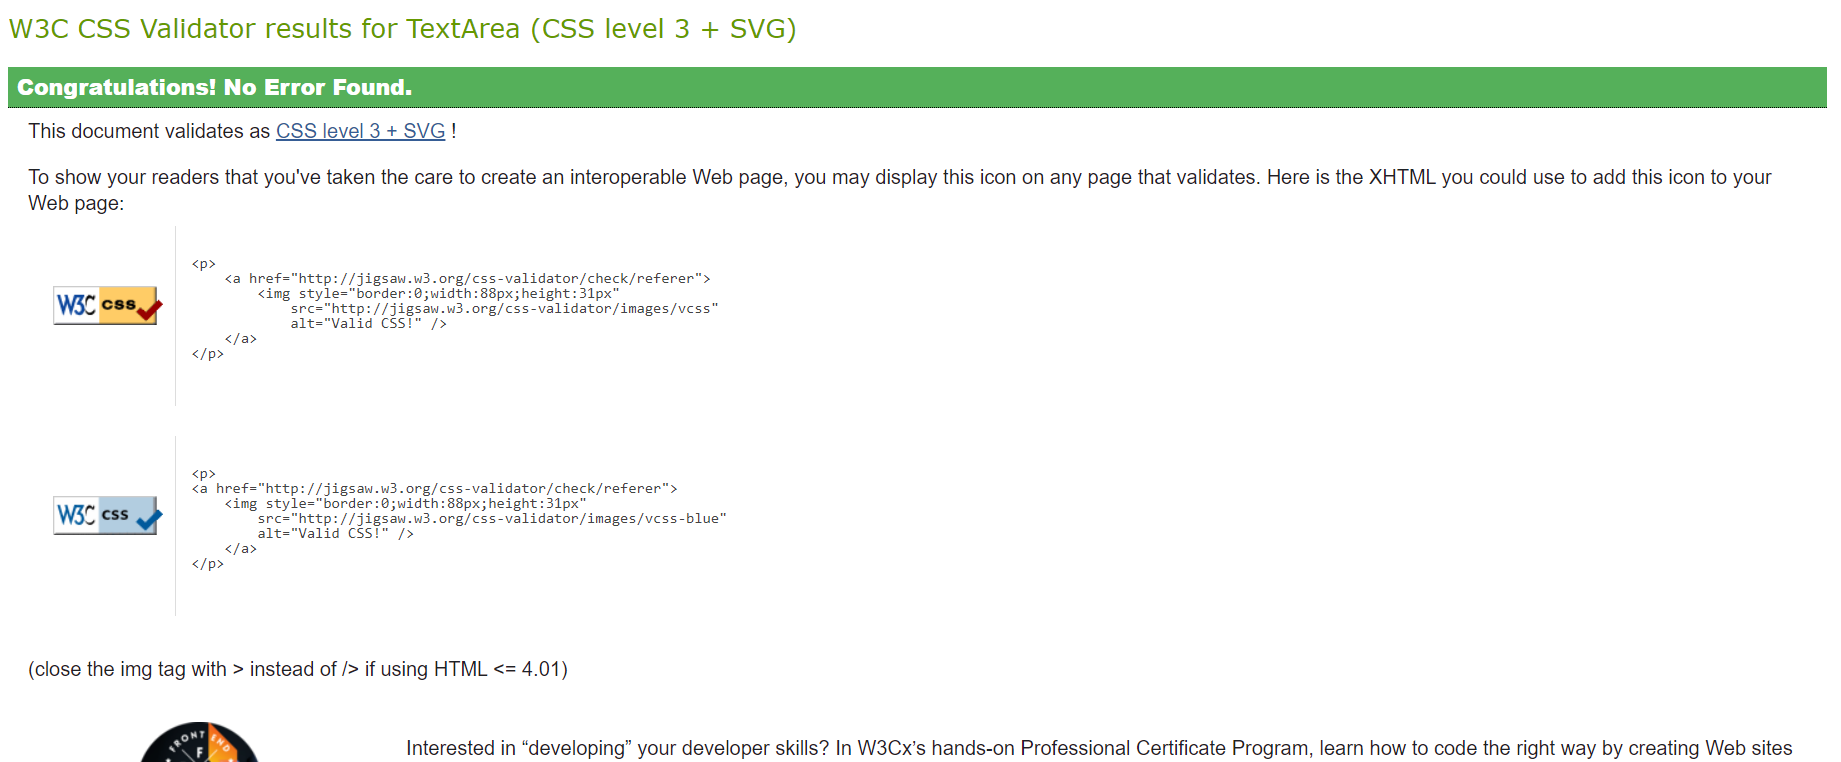 W3C CSS Validator results for TextArea (CSS level 3 + SVG)
Congratulations! No Error Found.
This document validates as CSS level 3 + SVG !
To show your readers that you've taken the care to create an interoperable Web page, you may display this icon on any page that validates. Here is the XHTML you could use to add this icon to your
Web page:
W3C css
<p>
    <a href="http://jigsaw.w3.org/css-validator/check/referer">
        <img style="border:0;width:88px;height:31px"
            src="http://jigsaw.w3.org/css-validator/images/vcss"
            alt="Valid CSS!" />
    </a>
</p>
W3C css
<p>
<a href="http://jigsaw.w3.org/css-validator/check/referer">
    <img style="border:0;width:88px;height:31px"
        src="http://jigsaw.w3.org/css-validator/images/vcss-blue"
        alt="Valid CSS!" />
    </a>
</p>
(close the img tag with > instead of /> if using HTML <= 4.01)
FRONT END
F
Interested in “developing” your developer skills? In W3Cx’s hands-on Professional Certificate Program, learn how to code the right way by creating Web sites